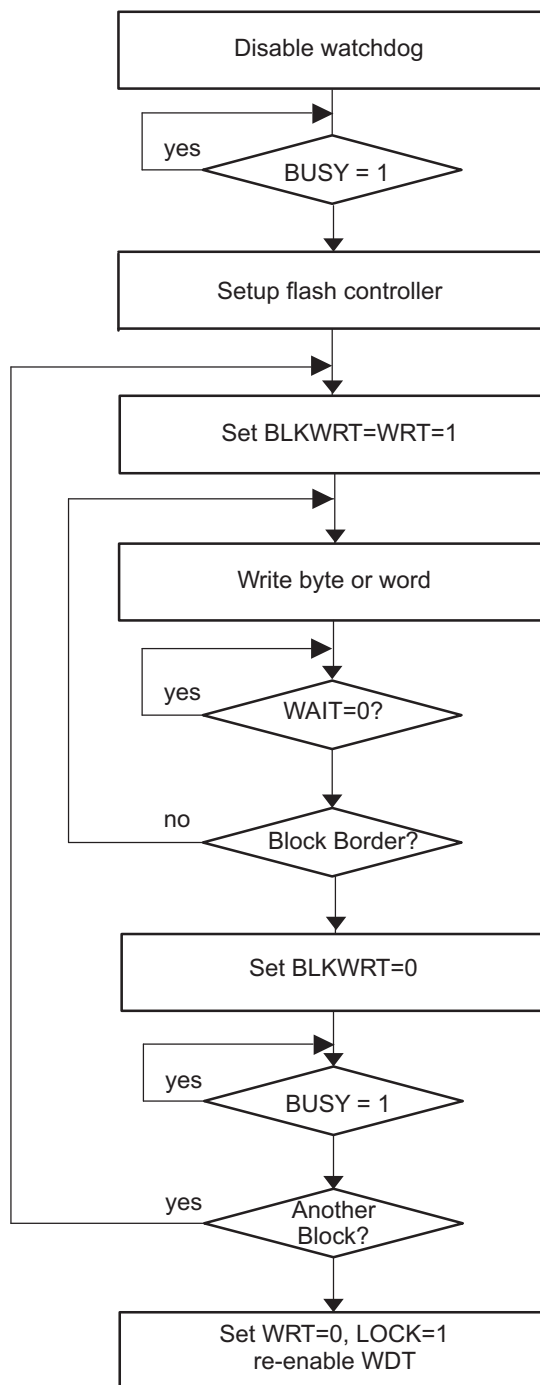 Disable watchdog
yes
BUSY = 1
Setup flash controller
Set BLKWRT=WRT=1
Write byte or word
yes
WAIT=0?
no
Block Border?
Set BLKWRT=0
yes
BUSY = 1
yes
Another
Block?
Set WRT=0, LOCK=1
re-enable WDT